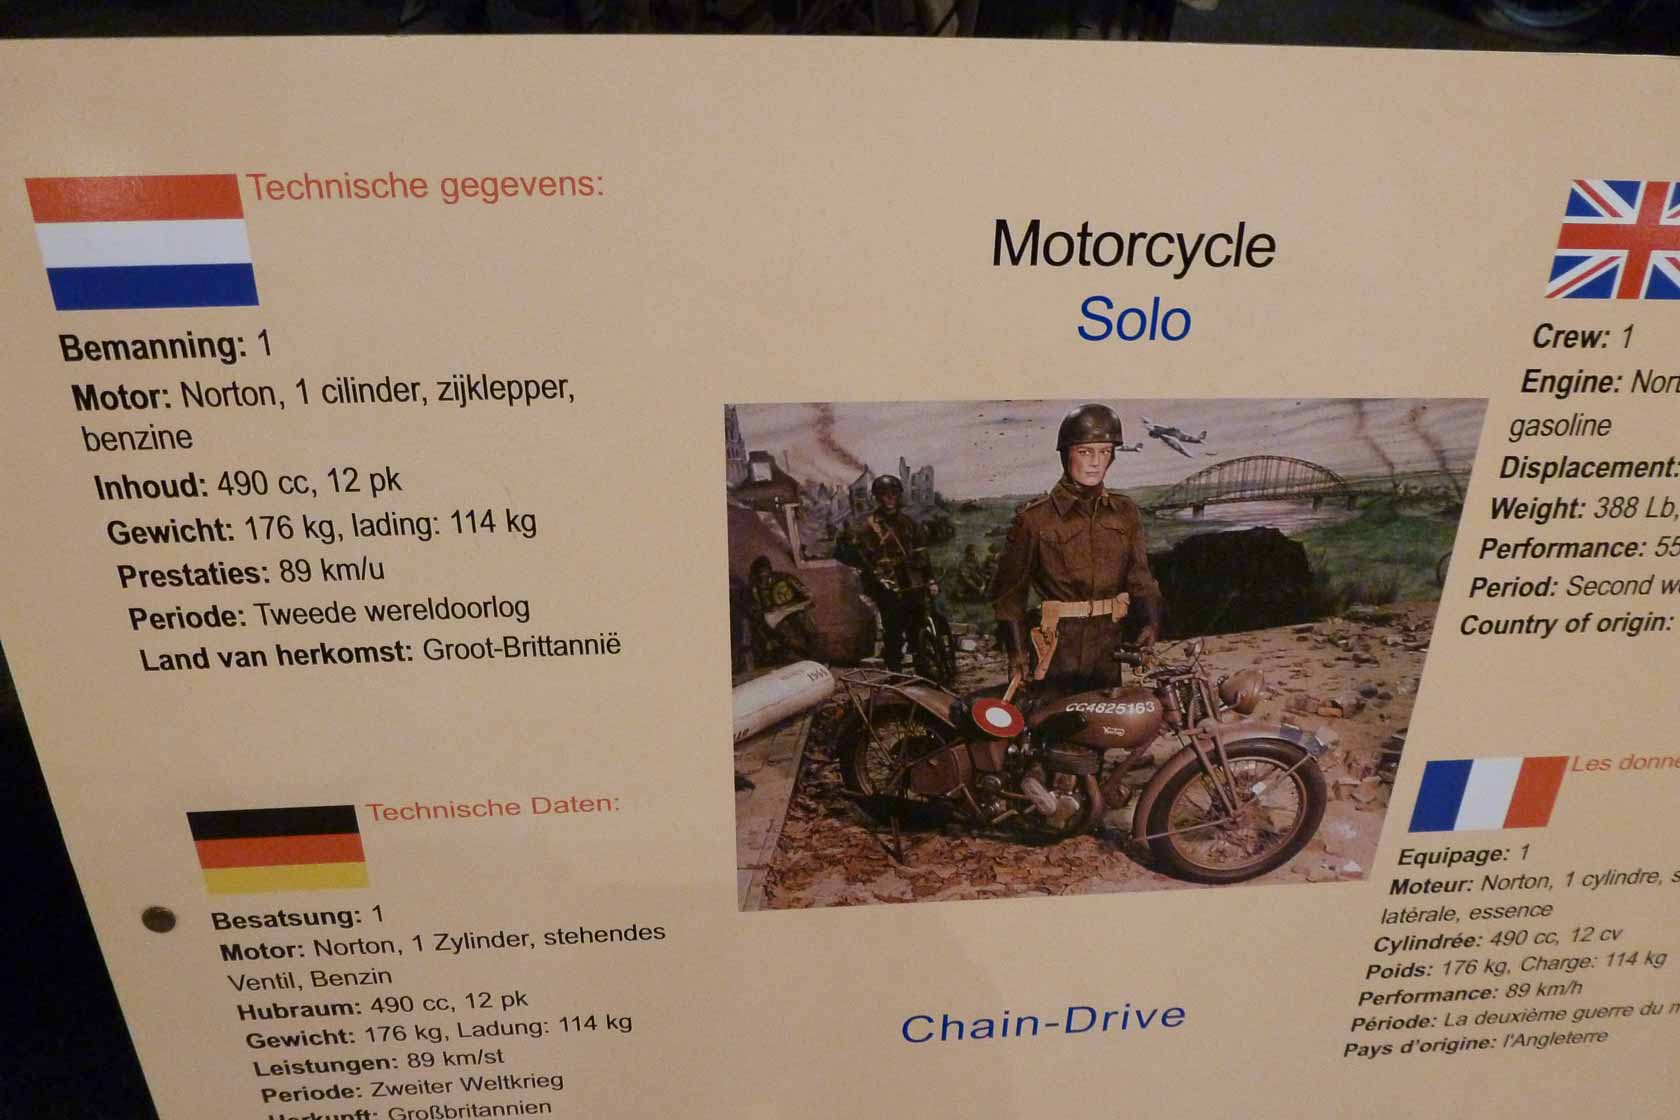 Technische gegevens:
Bemanning: 1
Motor: Norton, 1 cilinder, zijklepper,
benzine
Inhoud: 490 cc, 12 pk
Gewicht: 176 kg, lading: 114 kg
Prestaties: 89 km/u
Periode: Tweede wereldoorlog
Land van herkomst: Groot-Brittannië
Motorcycle
Solo
CC4825163
Norton
1944
Chain-Drive
Crew: 1
Engine:
gasoline
Displacement:
Weight: 388 Lb,
Performance: 55
Period: Second
Country of origin:
Technische Daten:
Besatsung: 1
Motor: Norton, 1 Zylinder, stehendes
Ventil, Benzin
Hubraum: 490 cc, 12 pk
Gewicht: 176 kg, Ladung: 114 kg
Leistungen: 89 km/st
Periode: Zweiter Weltkrieg
Herkunft: Großbritannien
Les
Equipage: 1
Moteur: Norton, 1 cylindre,
latérale, essence
Cylindrée: 490 cc, 12 cv
Poids: 176 kg, Charge: 114 kg
Performance: 89 km/h
Période: La deuxième guerre du
Pays d'origine: l'Angleterre